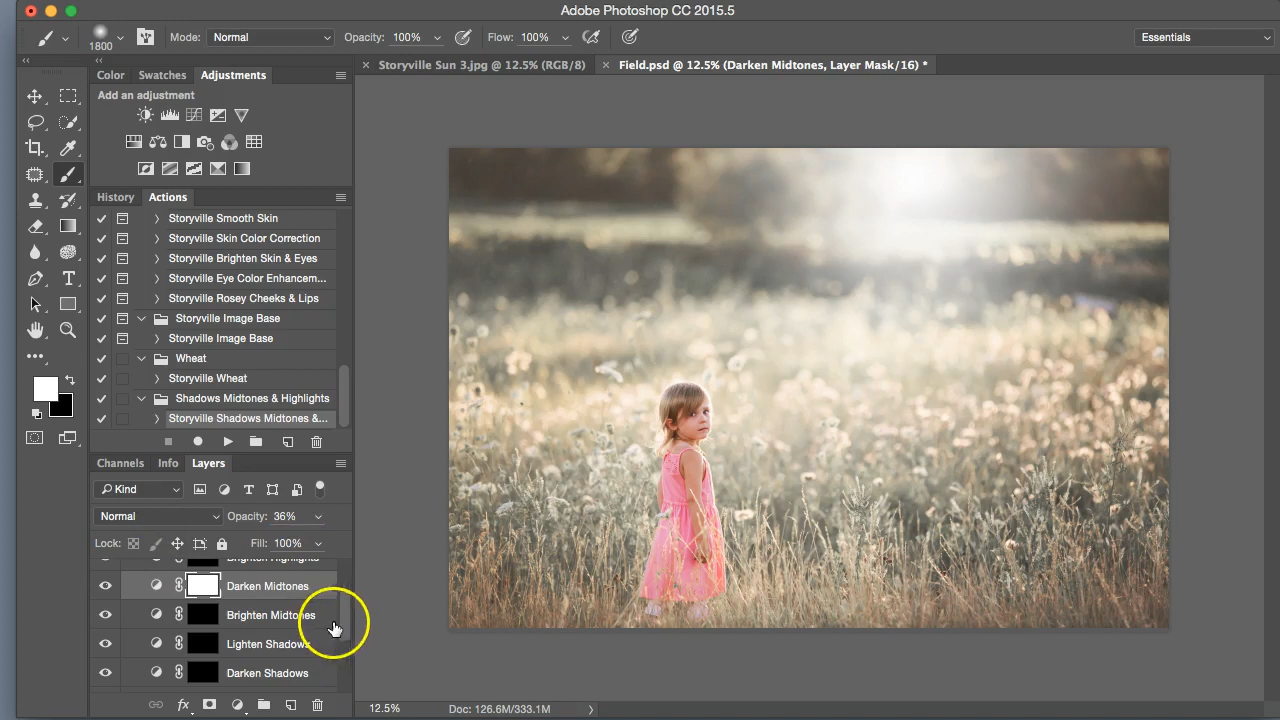 Adobe Photoshop CC 2015.5
1800
Mode: Normal
Opacity: 100%
Flow: 100%
Essentials
Color
Swatches
Adjustments
Storyville Sun 3.jpg @ 12.5% (RGB/8)
Field.psd @ 12.5% (Darken Midtones, Layer Mask/16) *
Add an adjustment
History
Actions
Storyville Smooth Skin
Storyville Skin Color Correction
Storyville Brighten Skin & Eyes
Storyville Eye Color Enhancem...
Storyville Rosey Cheeks & Lips
Storyville Image Base
Storyville Image Base
Wheat
Storyville Wheat
Shadows Midtones & Highlights
Storyville Shadows Midtones &...
Channels
Info
Layers
Kind
Normal
Opacity: 36%
Lock:
Fill: 100%
Brighten Highlights
Darken Midtones
Brighten Midtones
Lighten Shadows
Darken Shadows
fx
12.5%
Doc: 126.6M/333.1M